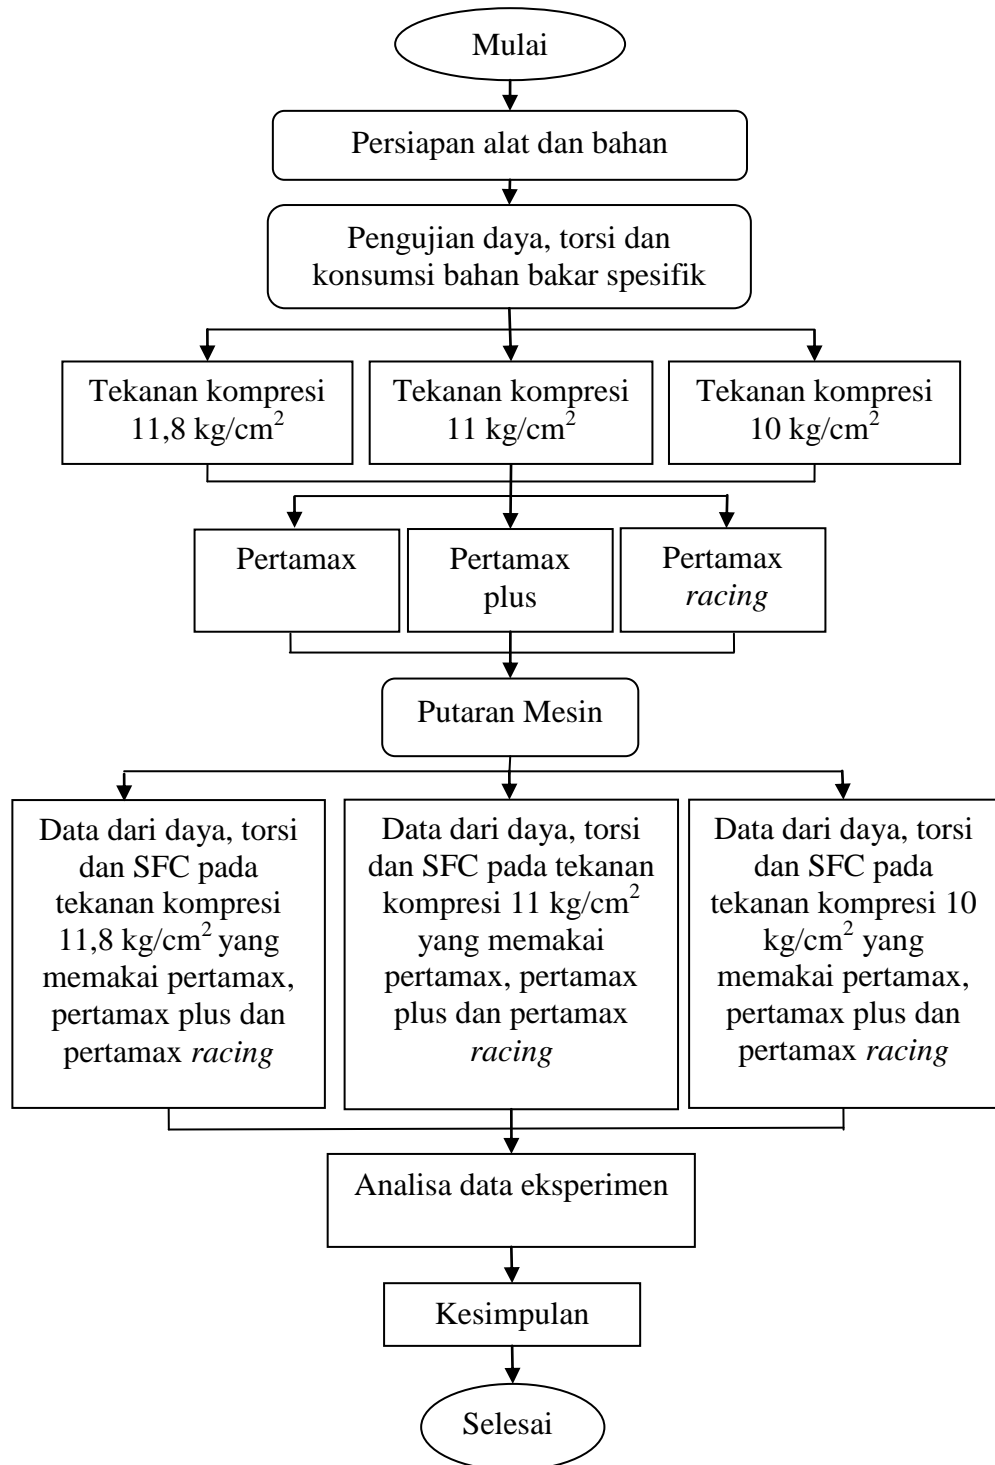 Mulai
Persiapan alat dan bahan
Pengujian daya, torsi dan
konsumsi bahan bakar spesifik
Tekanan kompresi
11,8 kg/cm²
Tekanan kompresi
11 kg/cm²
Tekanan kompresi
10 kg/cm²
Pertamax
Pertamax
plus
Pertamax
racing
Putaran Mesin
Data dari daya, torsi
dan SFC pada
tekanan kompresi
11,8 kg/cm² yang
memakai pertamax,
pertamax plus dan
pertamax racing
Data dari daya, torsi
dan SFC pada tekanan
kompresi 11 kg/cm²
yang memakai
pertamax, pertamax
plus dan pertamax
racing
Data dari daya, torsi
dan SFC pada
tekanan kompresi 10
kg/cm² yang
memakai pertamax,
pertamax plus dan
pertamax racing
Analisa data eksperimen
Kesimpulan
Selesai